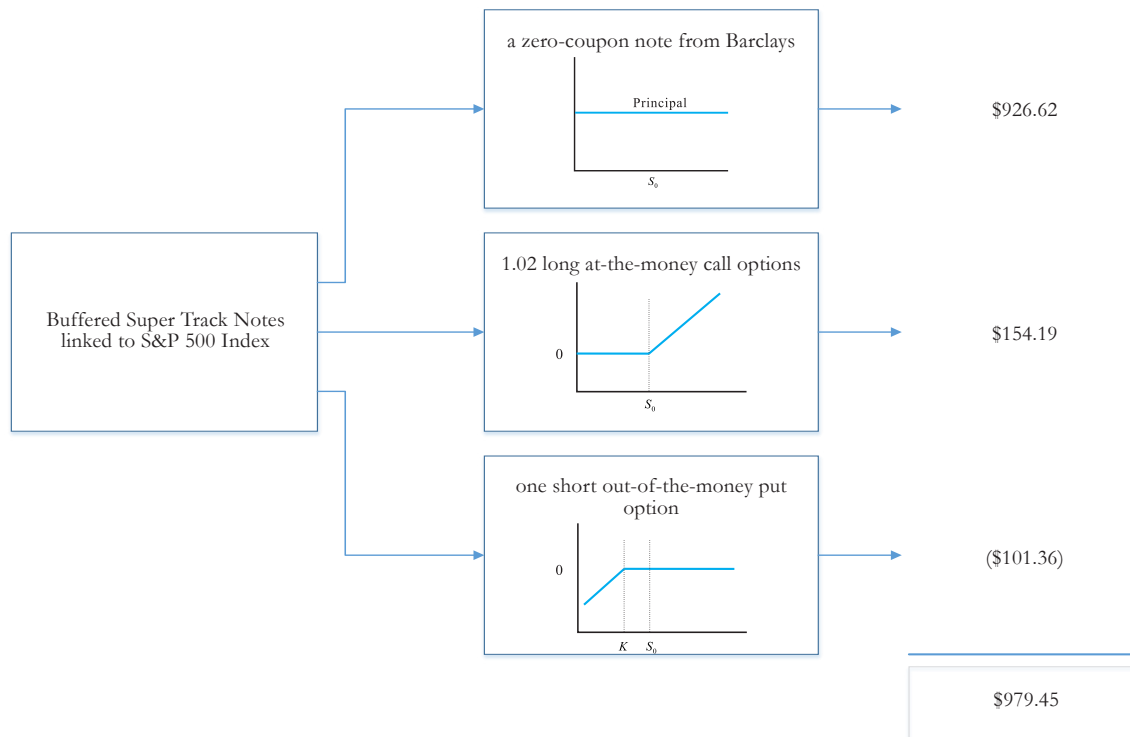 a zero-coupon note from Barclays
Principal
S₀
$926.62
Buffered Super Track Notes
linked to S&P 500 Index
1.02 long at-the-money call options
0
S₀
$154.19
one short out-of-the-money put
option
0
K S₀
($101.36)
$979.45